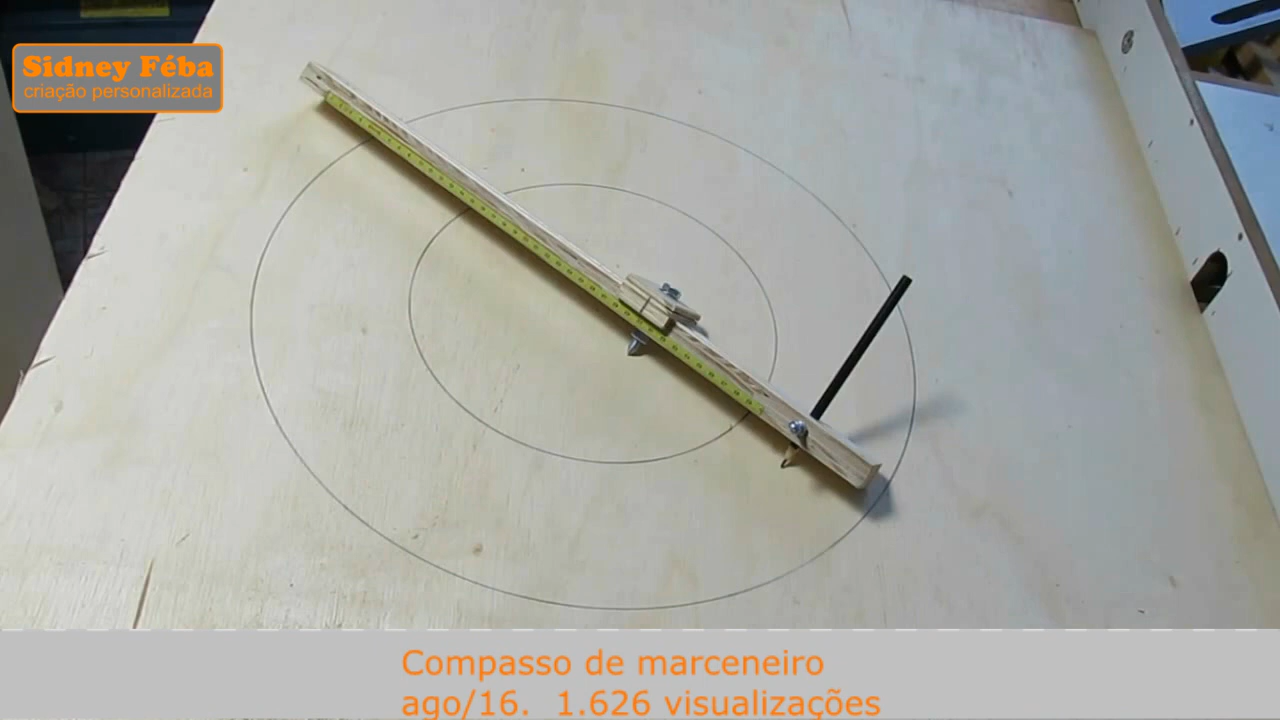 Sidney Féba
criação personalizada
Compasso de marceneiro
ago/16. 1.626 visualizações